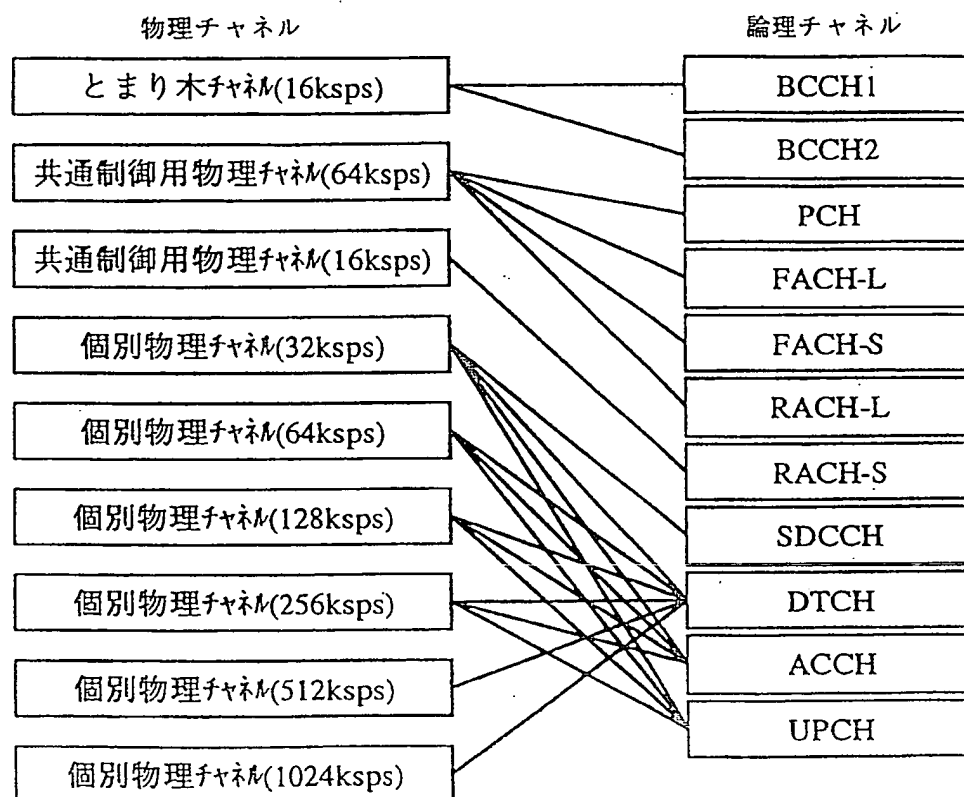 物理チャネル
とまり木チャネル(16ksps)
共通制御用物理チャネル(64ksps)
共通制御用物理チャネル(16ksps)
個別物理チャネル(32ksps)
個別物理チャネル(64ksps)
個別物理チャネル(128ksps)
個別物理チャネル(256ksps)
個別物理チャネル(512ksps)
個別物理チャネル(1024ksps)
論理チャネル
BCCH1
BCCH2
PCH
FACH-L
FACH-S
RACH-L
RACH-S
SDCCH
DTCH
ACCH
UPCH